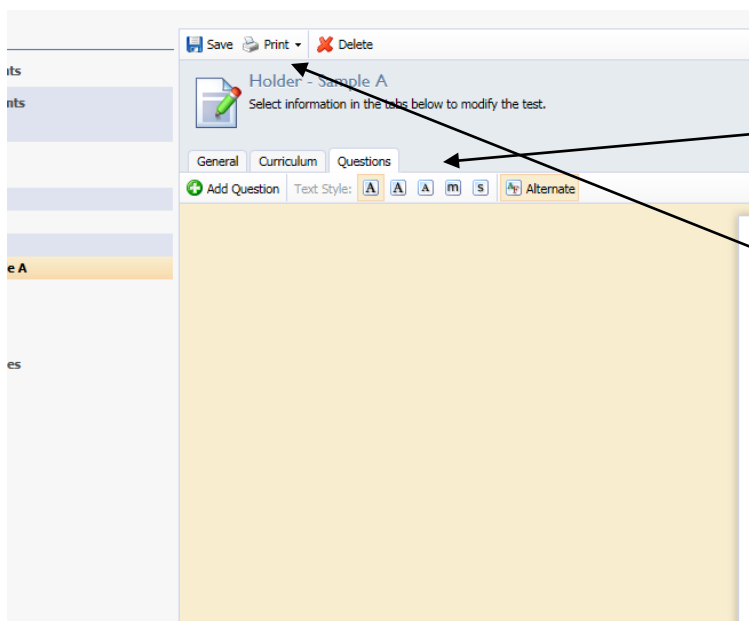 Save Print Delete
nts
Holder - Sample A
nts
Select information in the tabs below to modify the test.
General Curriculum Questions
Add Question Text Style: A A A m s Alternate
e A
es